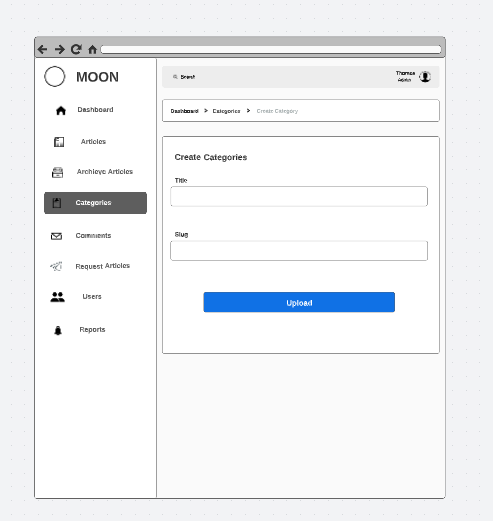 MOON
Dashboard
Articles
Archieve Articles
Categories
Comments
Request Articles
Users
Reports
Search
Thomas
Admin
Dashboard > Categories > Create Category
Create Categories
Title
Slug
Upload